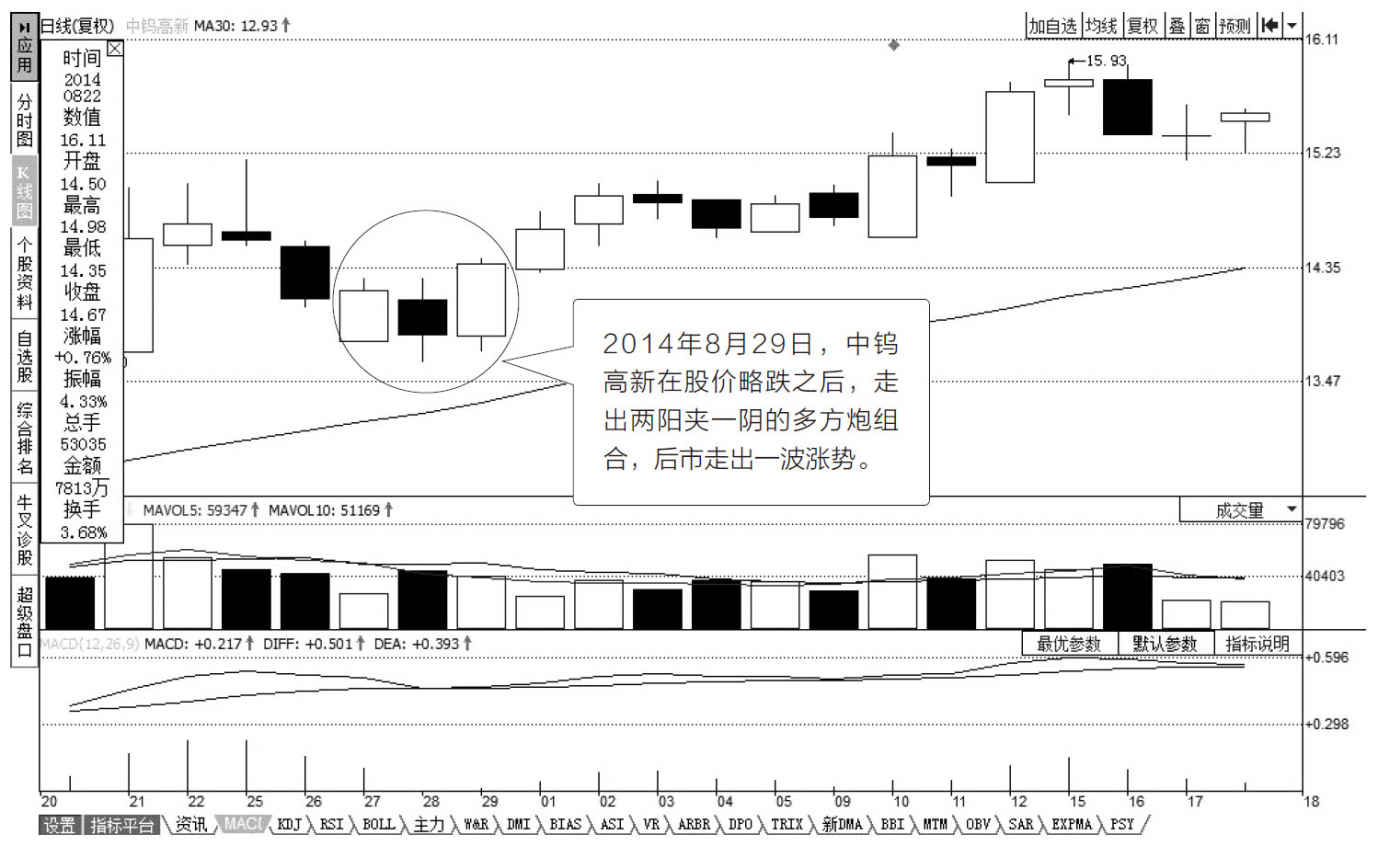 日线(复权) 中钨高新 MA30: 12.93↑
加自选 均线 复权 叠 窗 预测
应用
分时图
K线图
个股资料
自选股
综合排名
牛叉诊股
超级盘口
时间
2014
0822
数值
16.11
开盘
14.50
最高
14.98
最低
14.35
收盘
14.67
涨幅
+0.76%
振幅
4.33%
总手
53035
金额
7813万
换手
3.68%
16.11
15.23
14.35
13.47
←15.93
2014年8月29日，中钨
高新在股价略跌之后，走
出两阳夹一阴的多方炮组
合，后市走出一波涨势。
MAVOL5: 59347↑ MAVOL10: 51169↑
成交量
79796
40403
MACD(12,26,9) MACD: +0.217↑ DIFF: +0.501↑ DEA: +0.393↑
最优参数 默认参数 指标说明
+0.596
+0.298
20 21 22 25 26 27 28 29 01 02 03 04 05 09 10 11 12 15 16 17 18
设置 指标平台 资讯 MACD KDJ RSI BOLL 主力 W&R DMI BIAS ASI VR ARBR DPO TRIX 新DMA BBI MTM OBV SAR EXPMA PSY